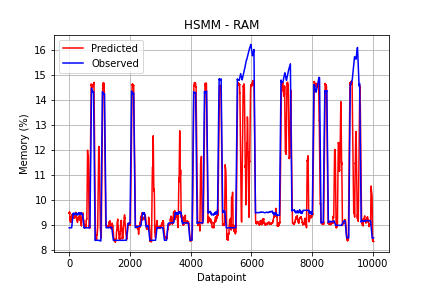 HSMM - RAM
Predicted
Observed
Memory (%)
16
15
14
13
12
11
10
9
8
0 2000 4000 6000 8000 10000
Datapoint